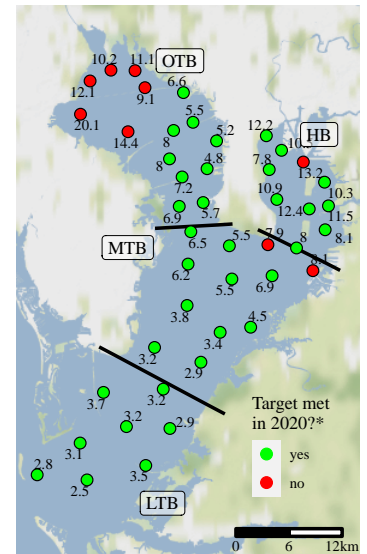 10.2 11.1
OTB
12.1 9.1 6.6
20.1 14.4 8 5.5 5.2
12.2 HB
10.5
8 4.8 7.8 13.2
7.2
6.9 5.7 10.9 12.4 10.3
11.5
MTB 6.5 5.5 7.9 8 8.1
6.2 8.1
5.5 6.9
3.8
3.4 4.5
3.2
2.9
3.7 3.2
3.2 2.9
3.1
2.8 2.5 3.5
LTB
Target met
in 2020?*
yes
no
0 6 12km